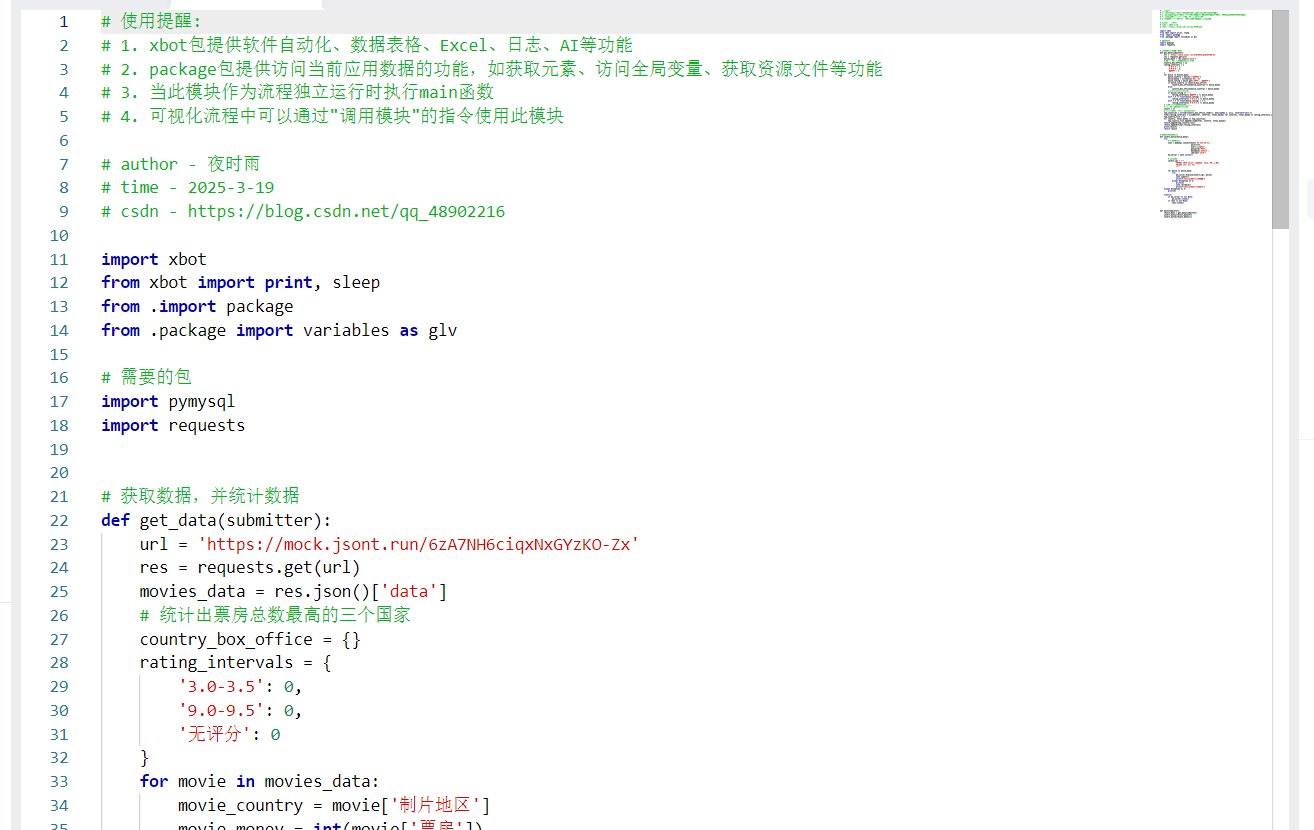 1 # 使用提醒:
2 # 1. xbot包提供软件自动化、数据表格、Excel、日志、AI等功能
3 # 2. package包提供访问当前应用数据的功能，如获取元素、访问全局变量、获取资源文件等功能
4 # 3. 当此模块作为流程独立运行时执行main函数
5 # 4. 可视化流程中可以通过"调用模块"的指令使用此模块
6
7 # author - 夜时雨
8 # time - 2025-3-19
9 # csdn - https://blog.csdn.net/qq_48902216
10
11 import xbot
12 from xbot import print, sleep
13 from .import package
14 from .package import variables as glv
15
16 # 需要的包
17 import pymysql
18 import requests
19
20
21 # 获取数据，并统计数据
22 def get_data(submitter):
23     url = 'https://mock.jsont.run/6zA7NH6ciqxNxGYzKO-Zx'
24     res = requests.get(url)
25     movies_data = res.json()['data']
26     # 统计出票房总数最高的三个国家
27     country_box_office = {}
28     rating_intervals = {
29         '3.0-3.5': 0,
30         '9.0-9.5': 0,
31         '无评分': 0
32     }
33     for movie in movies_data:
34         movie_country = movie['制片地区']
35         movie_money = int(movie['票房'])